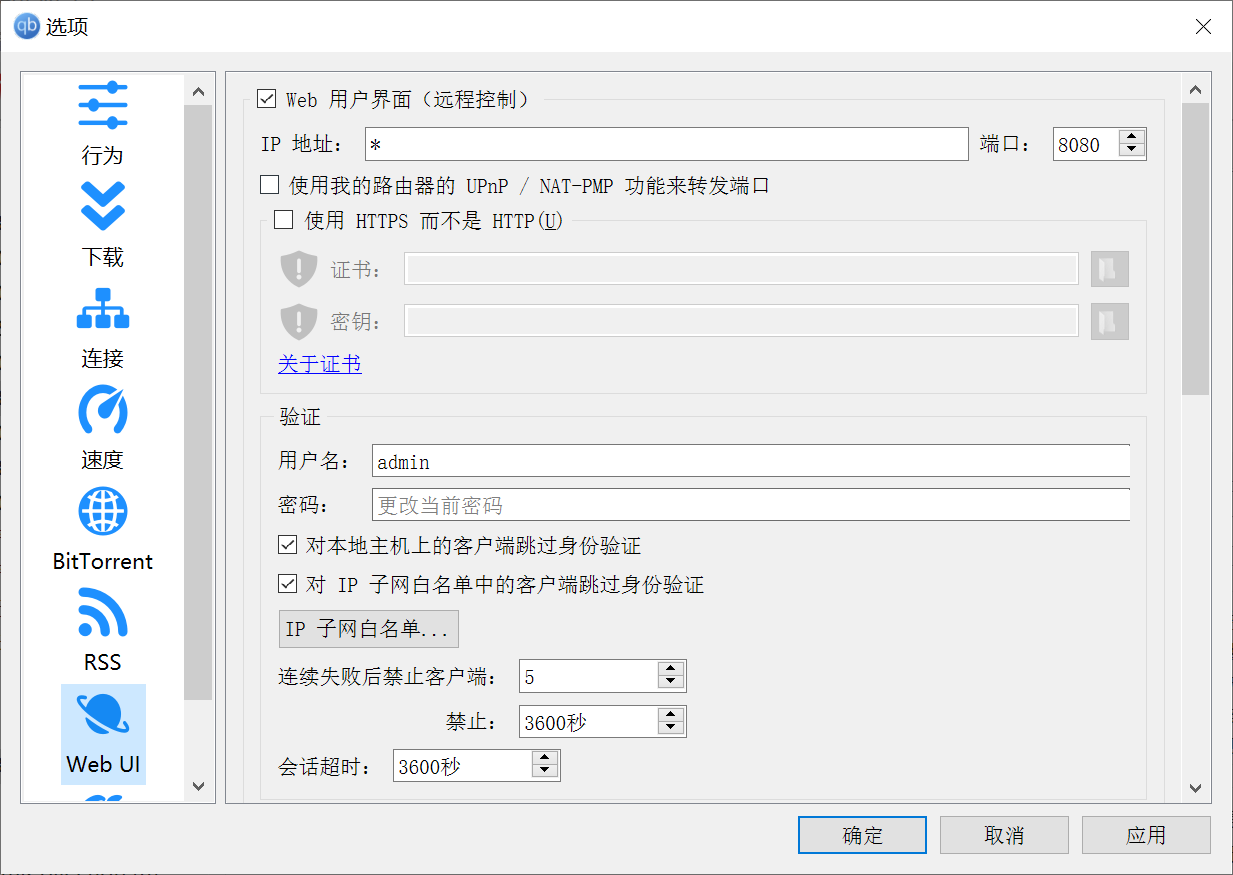 qb 选项
行为
下载
连接
速度
BitTorrent
RSS
Web UI
Web 用户界面（远程控制）
IP 地址： * 端口： 8080
使用我的路由器的 UPnP / NAT-PMP 功能来转发端口
使用 HTTPS 而不是 HTTP(U)
证书：
密钥：
关于证书
验证
用户名： admin
密码： 更改当前密码
对本地主机上的客户端跳过身份验证
对 IP 子网白名单中的客户端跳过身份验证
IP 子网白名单...
连续失败后禁止客户端： 5
禁止： 3600秒
会话超时： 3600秒
确定 取消 应用